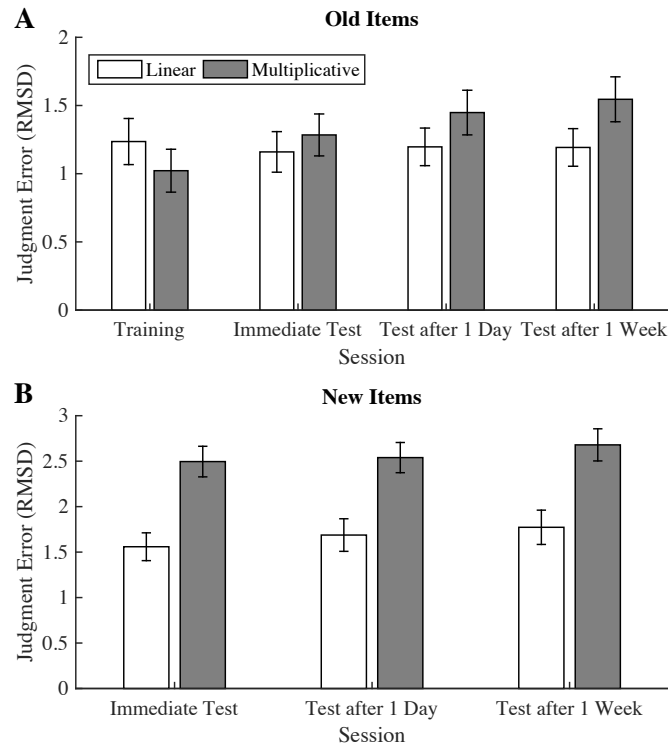 A
Old Items
2
1.5
1
0.5
0
Judgment Error (RMSD)
Linear
Multiplicative
Training
Immediate Test
Test after 1 Day
Test after 1 Week
Session
B
New Items
3
2.5
2
1.5
1
0.5
0
Judgment Error (RMSD)
Immediate Test
Test after 1 Day
Test after 1 Week
Session